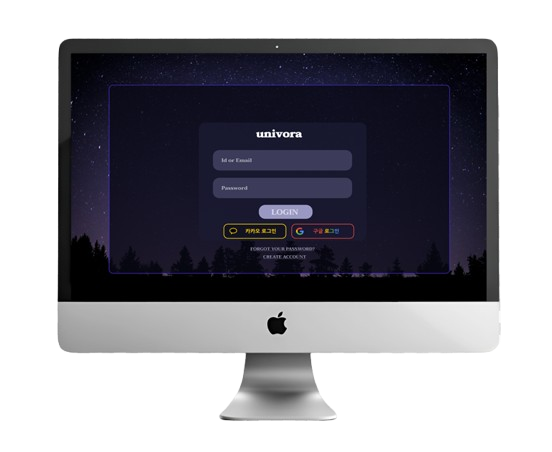 univora
Id or Email
Password
LOGIN
카카오 로그인 구글 로그인
FORGOT YOUR PASSWORD?
CREATE ACCOUNT